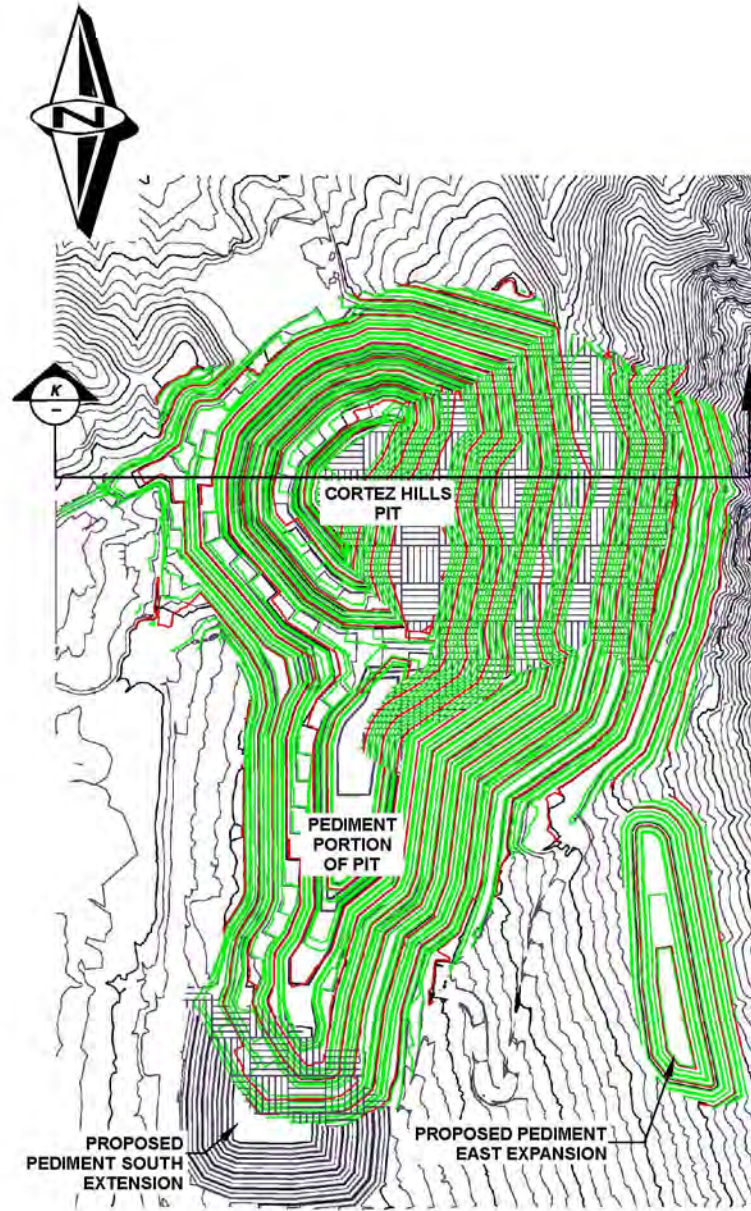 N
K
–
CORTEZ HILLS
PIT
PEDIMENT
PORTION
OF PIT
PROPOSED
PEDIMENT SOUTH
EXTENSION
PROPOSED PEDIMENT
EAST EXPANSION